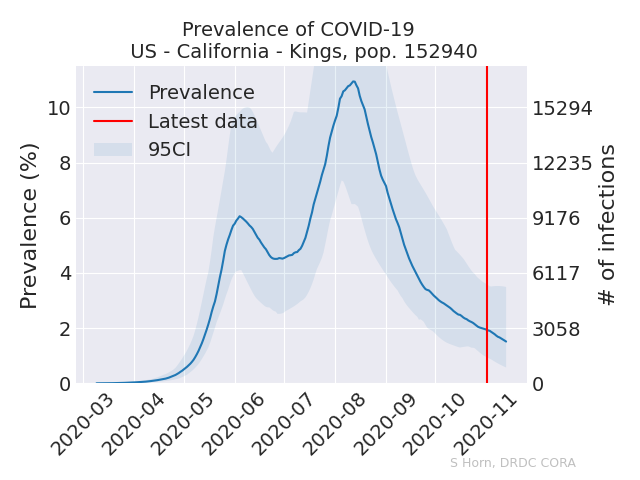 Prevalence of COVID-19
US - California - Kings, pop. 152940
Prevalence
Latest data
95CI
Prevalence (%)
10
8
6
4
2
0
15294
12235
9176
6117
3058
0
# of infections
2020-03
2020-04
2020-05
2020-06
2020-07
2020-08
2020-09
2020-10
2020-11
S Horn, DRDC CORA